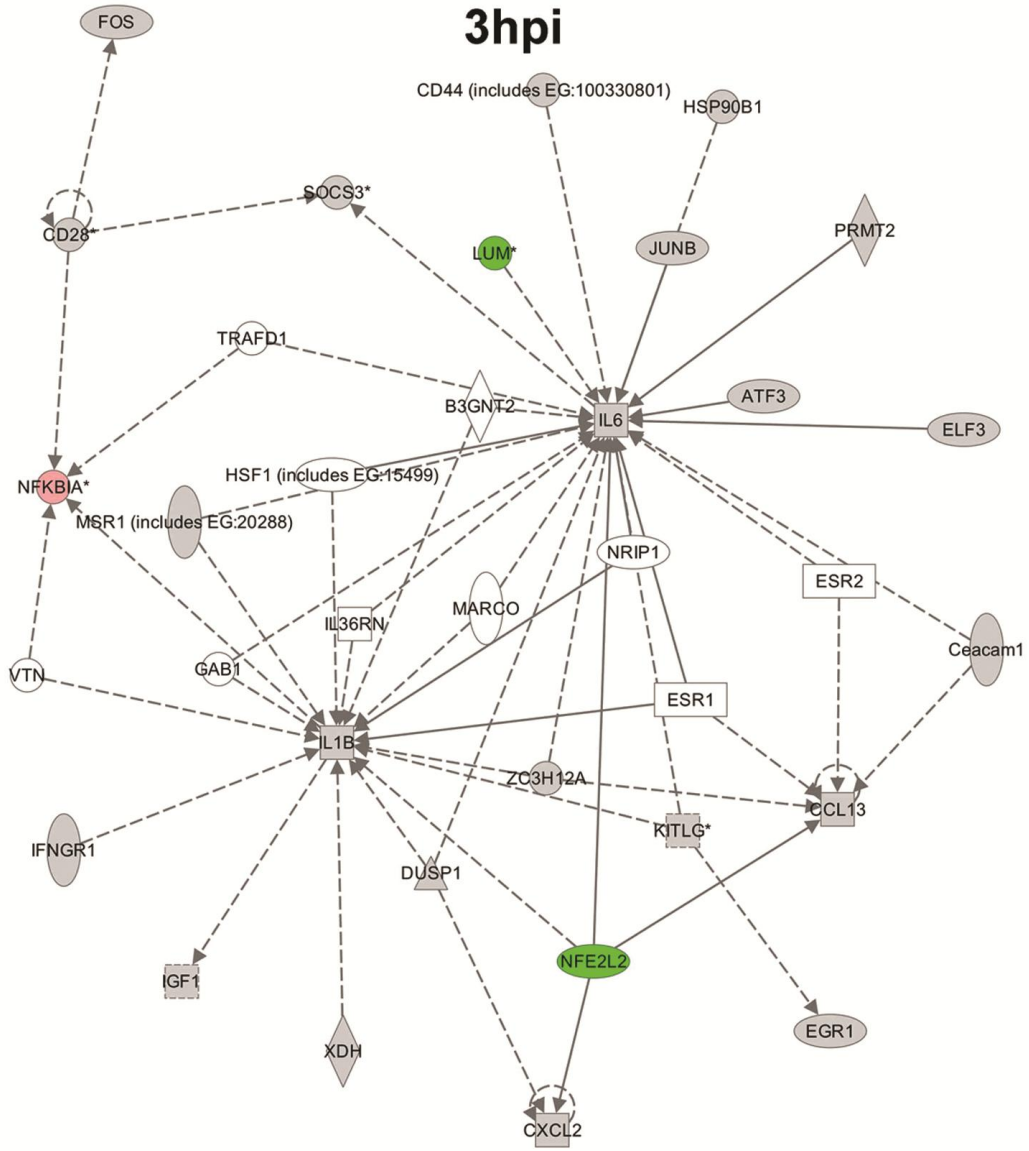 3hpi
FOS
CD44 (includes EG:100330801)
HSP90B1
SOCS3*
CD28*
PRMT2
JUNB
LUM*
TRAFD1
ATF3
B3GNT2
IL6
ELF3
HSF1 (includes EG:15499)
NFKBIA*
MSR1 (includes EG:20288)
NRIP1
ESR2
MARCO
IL36RN
Ceacam1
GAB1
VTN
ESR1
IL1B
ZC3H12A
CCL13
KITLG*
IFNGR1
DUSP1
NFE2L2
IGF1
EGR1
XDH
CXCL2